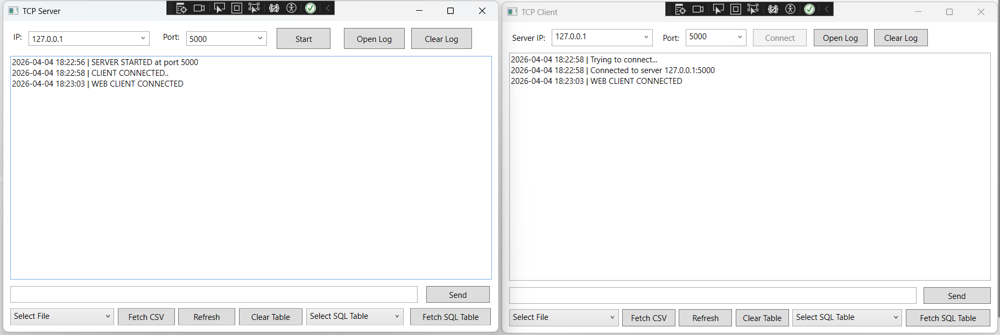 TCP Server
IP:
127.0.0.1
Port:
5000
Start
Open Log
Clear Log
2026-04-04 18:22:56 | SERVER STARTED at port 5000
2026-04-04 18:22:58 | CLIENT CONNECTED..
2026-04-04 18:23:03 | WEB CLIENT CONNECTED
Send
Select File
Fetch CSV
Refresh
Clear Table
Select SQL Table
Fetch SQL Table
TCP Client
Server IP:
127.0.0.1
Port:
5000
Connect
Open Log
Clear Log
2026-04-04 18:22:58 | Trying to connect...
2026-04-04 18:22:58 | Connected to server 127.0.0.1:5000
2026-04-04 18:23:03 | WEB CLIENT CONNECTED
Send
Select File
Fetch CSV
Refresh
Clear Table
Select SQL Table
Fetch SQL Table